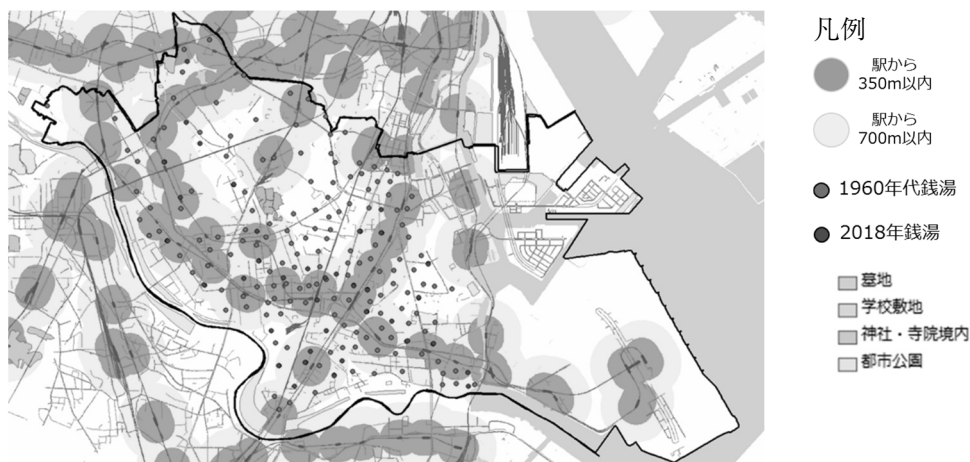 凡例
駅から
350m以内
駅から
700m以内
1960年代銭湯
2018年銭湯
墓地
学校敷地
神社・寺院境内
都市公園